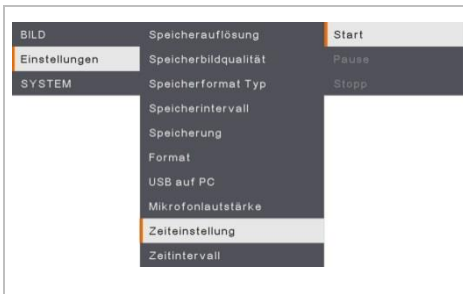 BILD
Einstellungen
SYSTEM
Speicherauflösung
Speicherbildqualität
Speicherformat Typ
Speicherintervall
Speicherung
Format
USB auf PC
Mikrofonlautstärke
Zeiteinstellung
Zeitintervall
Start
Pause
Stopp